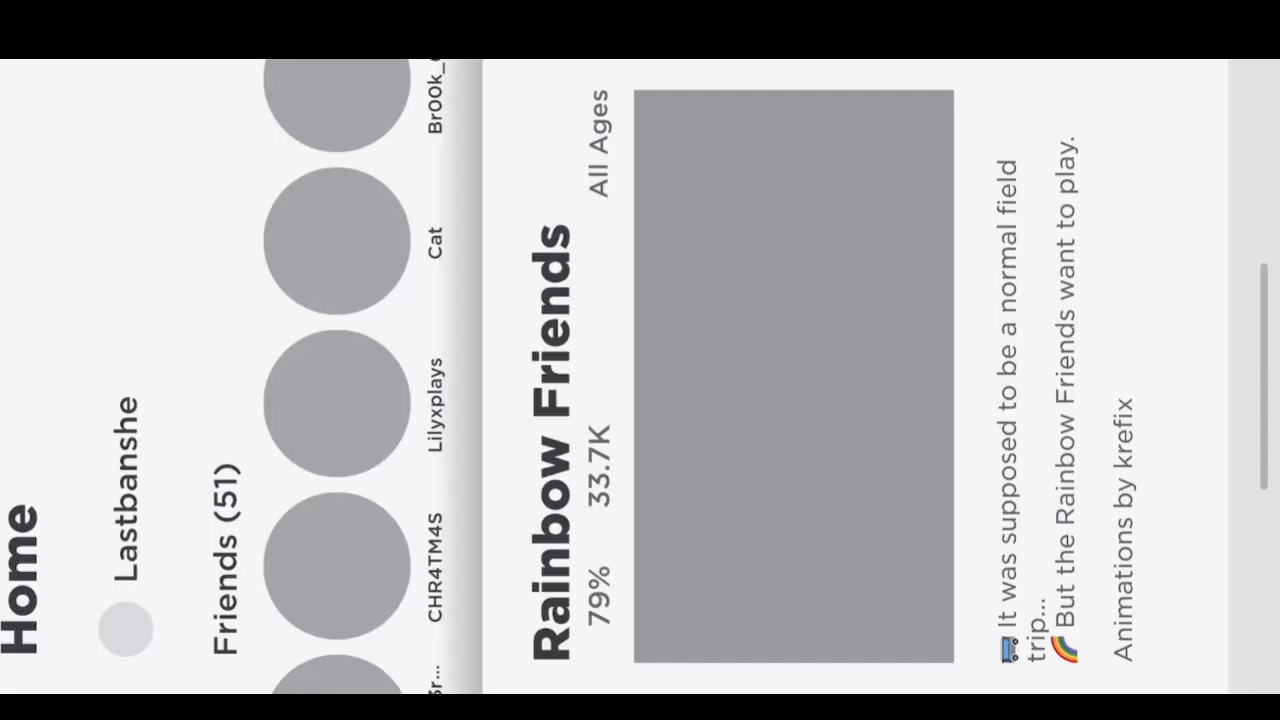 Home
Lastbanshe
Friends (51)
CHR4TM4S
Lilyxplays
Cat
Rainbow Friends
79% 33.7K All Ages
🚌 It was supposed to be a normal field
trip...
🌈 But the Rainbow Friends want to play.
Animations by krefix